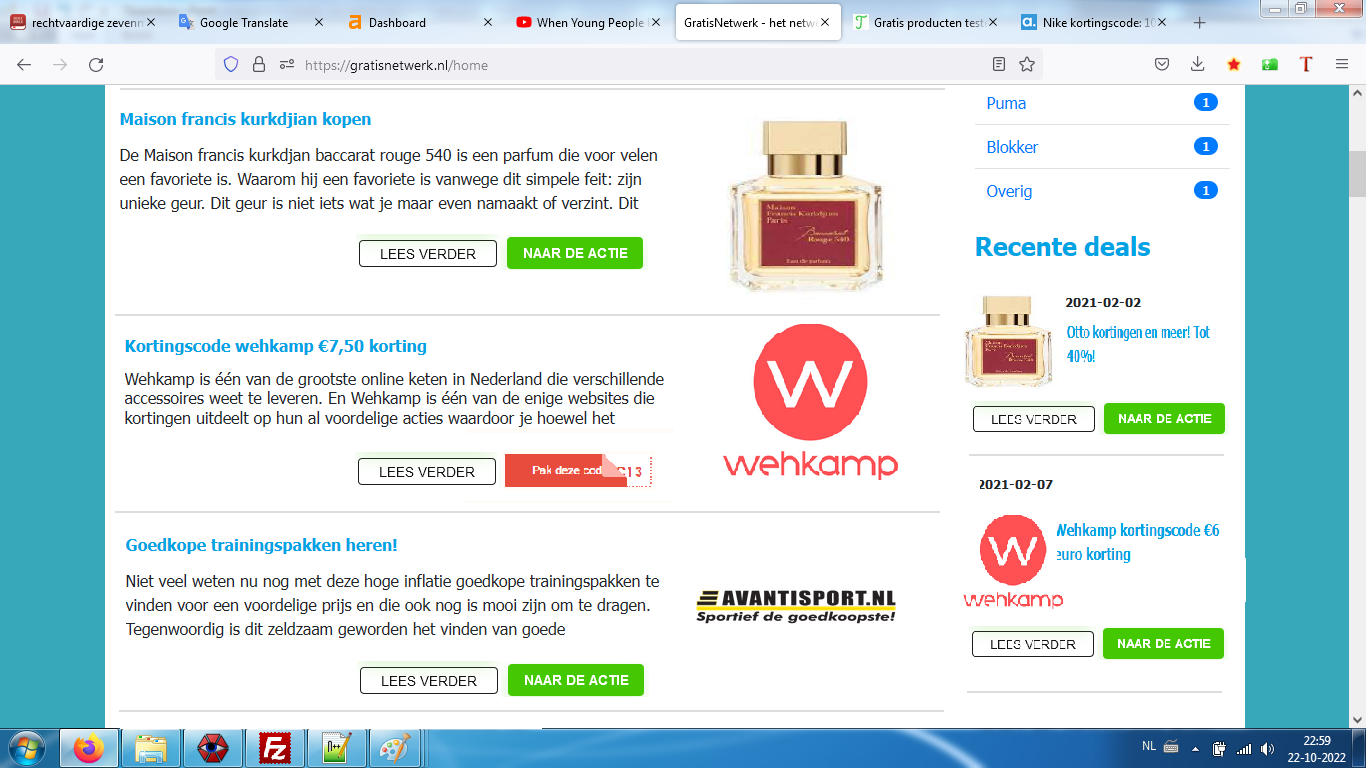 rechtvaardige zevenm
Google Translate
Dashboard
When Young People
GratisNetwerk - het netwe
Gratis producten teste
Nike kortingscode: 10
https://gratisnetwerk.nl/home
Maison francis kurkdjian kopen
De Maison francis kurkdjan baccarat rouge 540 is een parfum die voor velen
een favoriete is. Waarom hij een favoriete is vanwege dit simpele feit: zijn
unieke geur. Dit geur is niet iets wat je maar even namaakt of verzint. Dit
LEES VERDER
NAAR DE ACTIE
Maison
Francis Kurkdjian
Paris
Baccarat
Rouge 540
Eau de parfum
Kortingscode wehkamp €7,50 korting
Wehkamp is één van de grootste online keten in Nederland die verschillende
accessoires weet te leveren. En Wehkamp is één van de enige websites die
kortingen uitdeelt op hun al voordelige acties waardoor je hoewel het
LEES VERDER
Pak deze cod
C13
wehkamp
Goedkope trainingspakken heren!
Niet veel weten nu nog met deze hoge inflatie goedkope trainingspakken te
vinden voor een voordelige prijs en die ook nog is mooi zijn om te dragen.
Tegenwoordig is dit zeldzaam geworden het vinden van goede
LEES VERDER
NAAR DE ACTIE
AVANTISPORT.NL
Sportief de goedkoopste!
Puma 1
Blokker 1
Overig 1
Recente deals
2021-02-02
Otto kortingen en meer! Tot
40%!
LEES VERDER
NAAR DE ACTIE
2021-02-07
Wehkamp kortingscode €6
euro korting
wehkamp
LEES VERDER
NAAR DE ACTIE
NL
22:59
22-10-2022